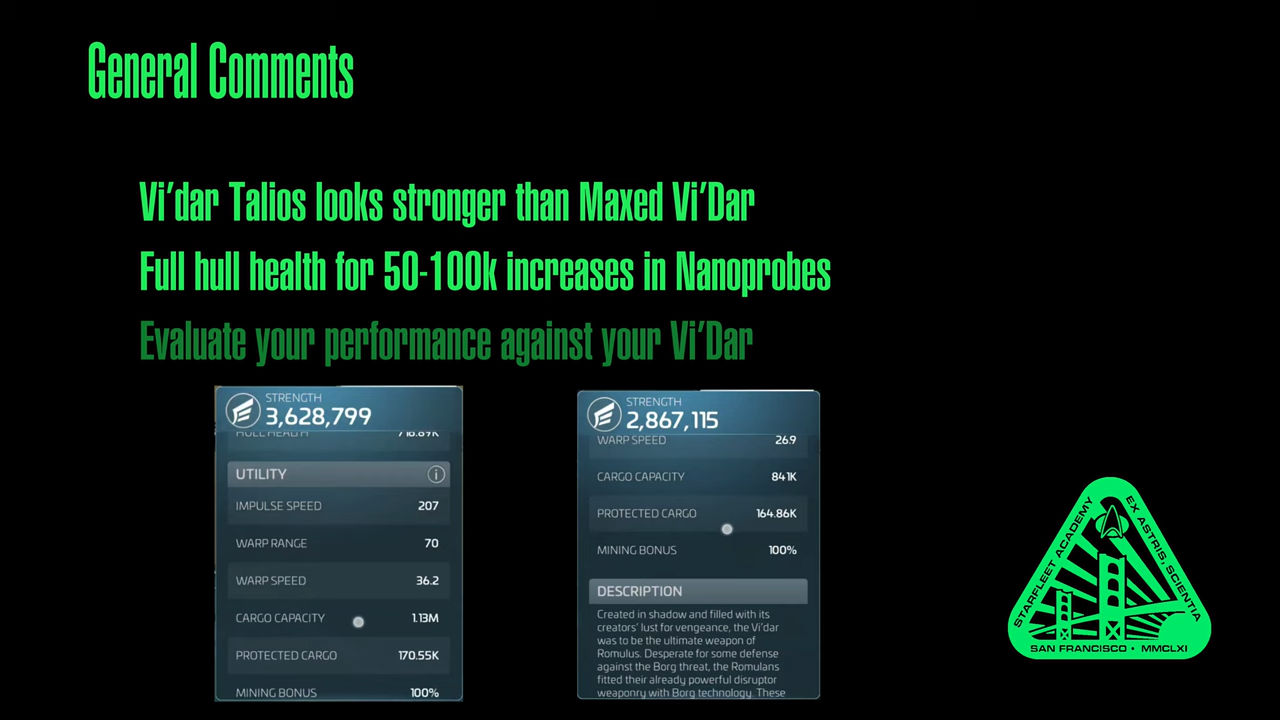 General Comments
Vi’dar Talios looks stronger than Maxed Vi’Dar
Full hull health for 50-100k increases in Nanoprobes
Evaluate your performance against your Vi’Dar
STRENGTH
3,628,799
HULL HEALTH 716.89K
UTILITY i
IMPULSE SPEED 207
WARP RANGE 70
WARP SPEED 36.2
CARGO CAPACITY 1.13M
PROTECTED CARGO 170.55K
MINING BONUS 100%
STRENGTH
2,867,115
WARP SPEED 26.9
CARGO CAPACITY 841K
PROTECTED CARGO 164.86K
MINING BONUS 100%
DESCRIPTION
Created in shadow and filled with its
creators’ lust for vengeance, the Vi’dar
was to be the ultimate weapon of
Romulus. Desperate for some defense
against the Borg threat, the Romulans
fitted their already powerful disruptor
weaponry with Borg technology. These
STARFLEET ACADEMY
EX ASTRIS, SCIENTIA
SAN FRANCISCO • MMCLXI